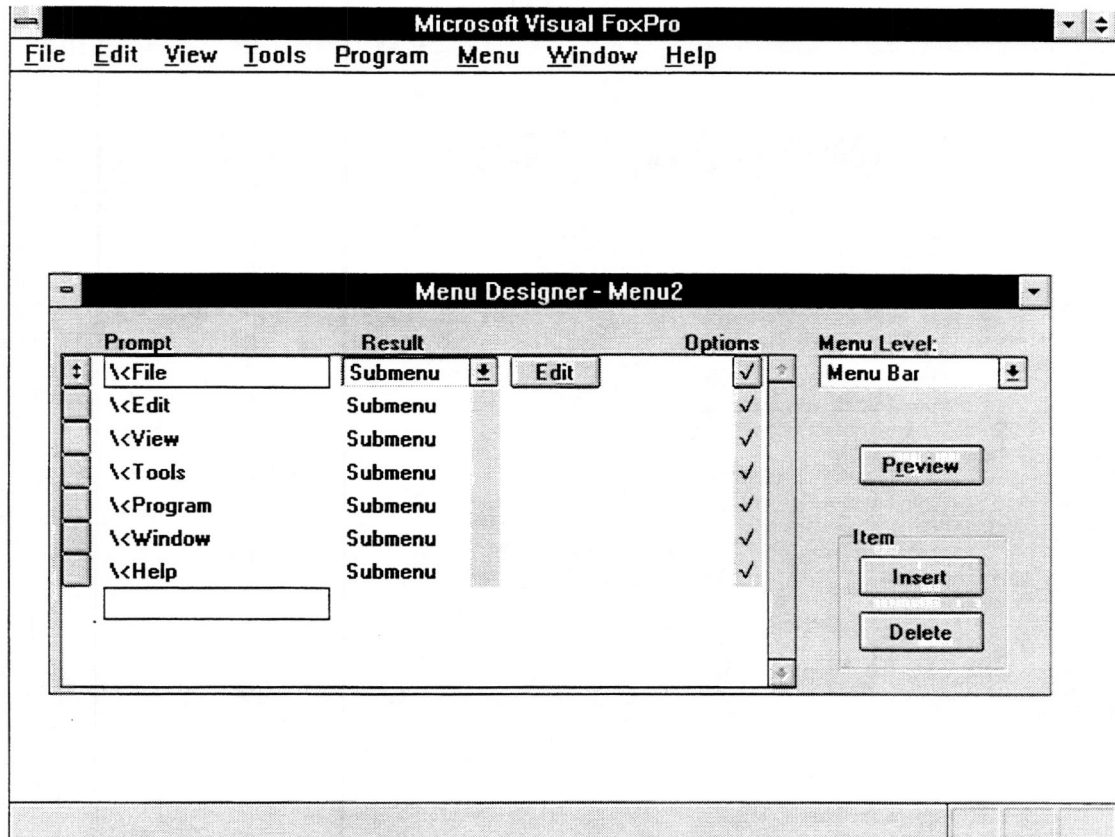 Microsoft Visual FoxPro
File Edit View Tools Program Menu Window Help
Menu Designer - Menu2
Prompt Result Options Menu Level:
\<File Submenu Edit √ Menu Bar
\<Edit Submenu √
\<View Submenu √
\<Tools Submenu √
Preview
\<Program Submenu √
\<Window Submenu √
Item
\<Help Submenu √
Insert
Delete